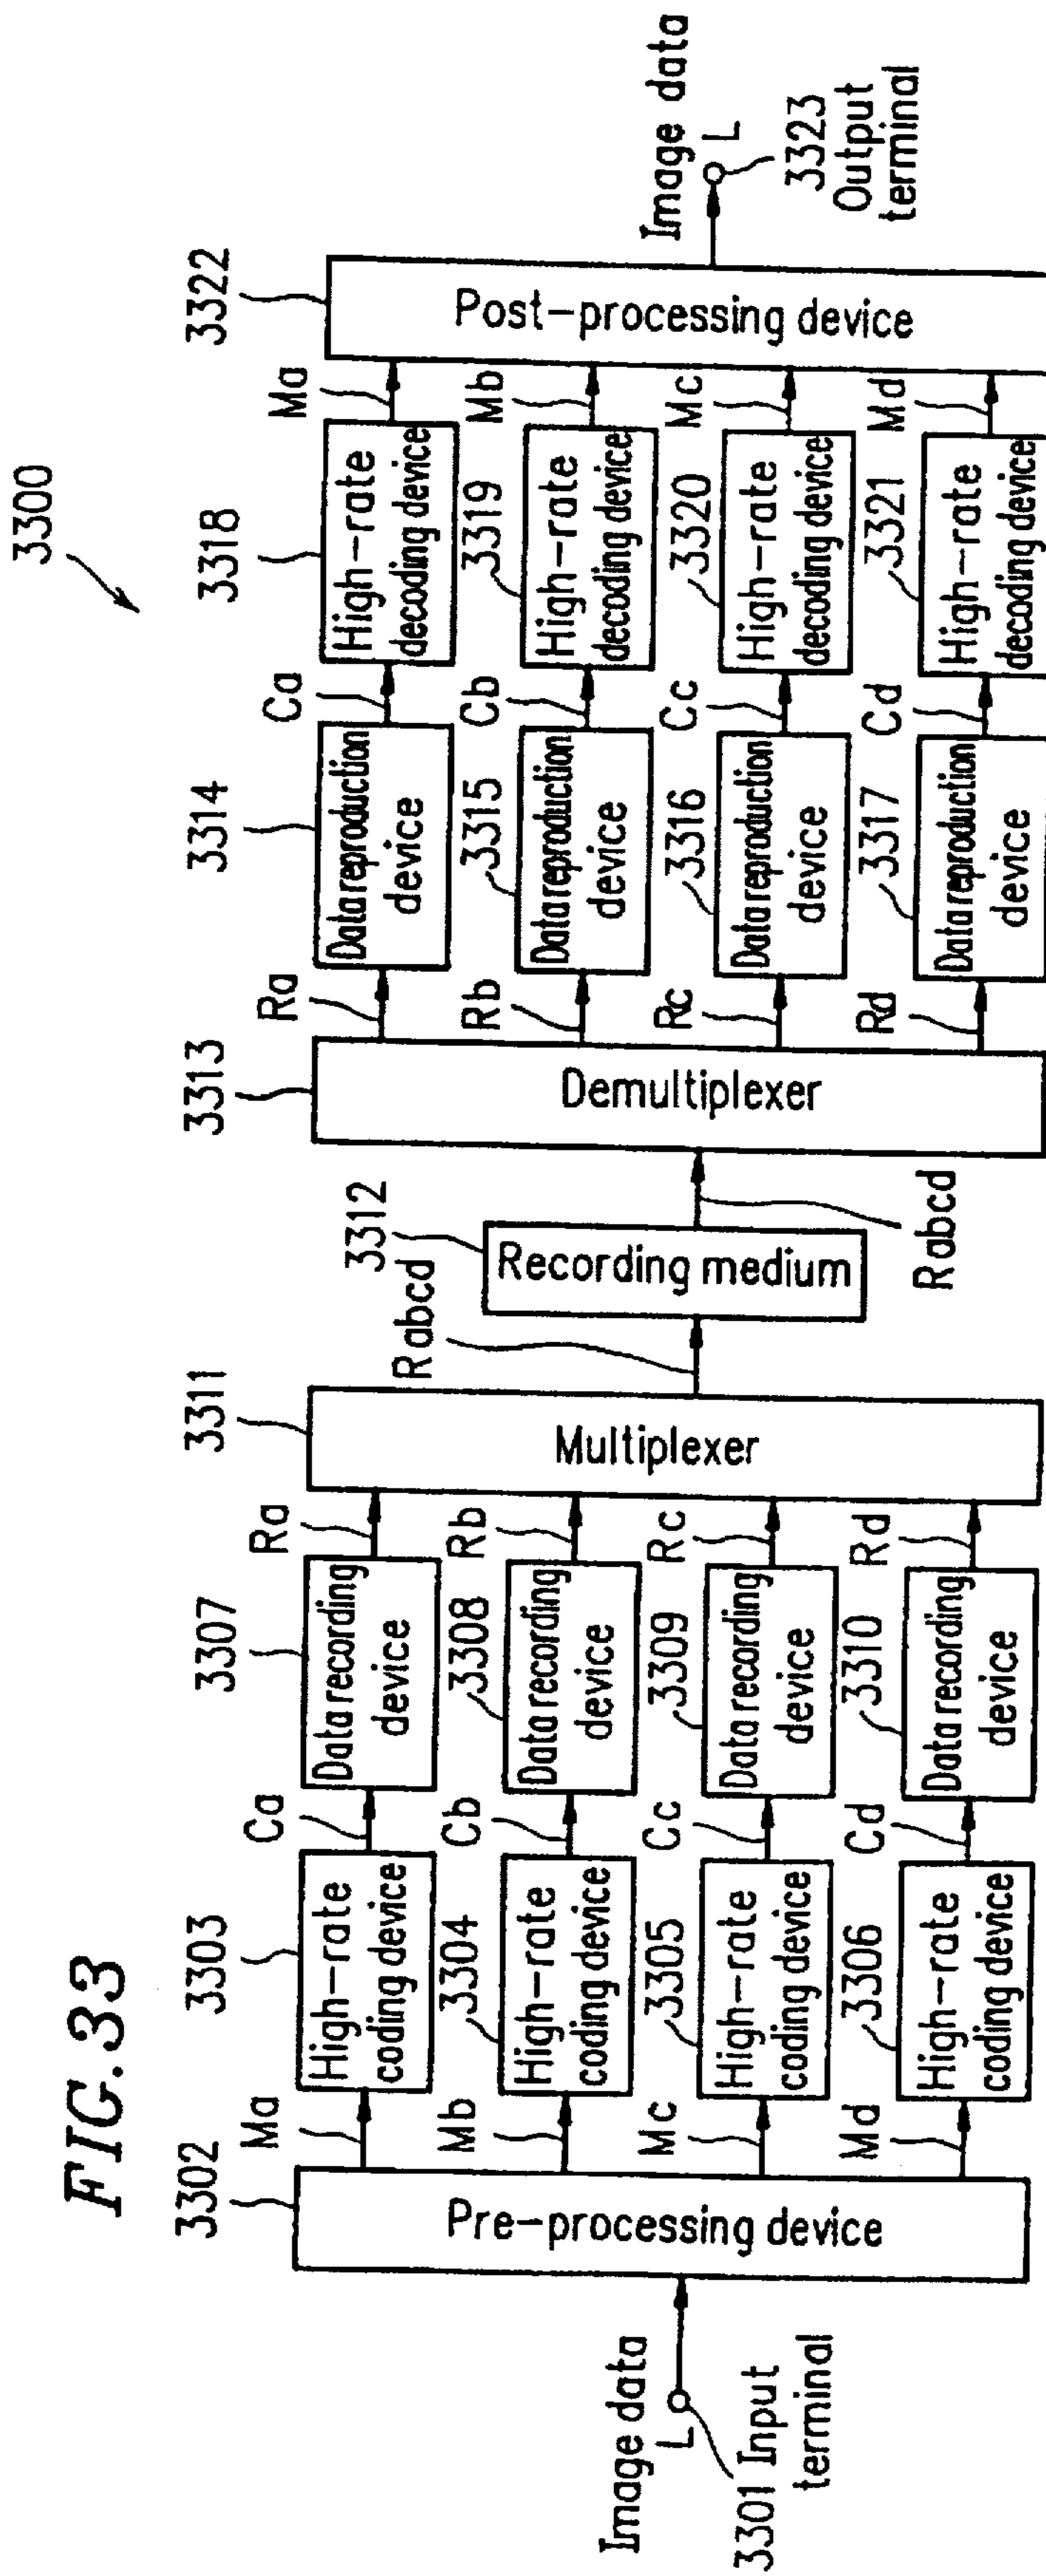 FIG.33
3300
Image data
L
3301 Input
terminal
3302
Pre-processing device
Ma
Mb
Mc
Md
3303
High-rate
coding device
3304
High-rate
coding device
3305
High-rate
coding device
3306
High-rate
coding device
Ca
Cb
Cc
Cd
3307
Data recording
device
3308
Data recording
device
3309
Data recording
device
3310
Data recording
device
Ra
Rb
Rc
Rd
3311
Multiplexer
Rabcd
3312
Recording medium
Rabcd
3313
Demultiplexer
Ra
Rb
Rc
Rd
3314
Data reproduction
device
3315
Data reproduction
device
3316
Data reproduction
device
3317
Data reproduction
device
Ca
Cb
Cc
Cd
3318
High-rate
decoding device
3319
High-rate
decoding device
3320
High-rate
decoding device
3321
High-rate
decoding device
Ma
Mb
Mc
Md
3322
Post-processing device
Image data
L
3323
Output
terminal